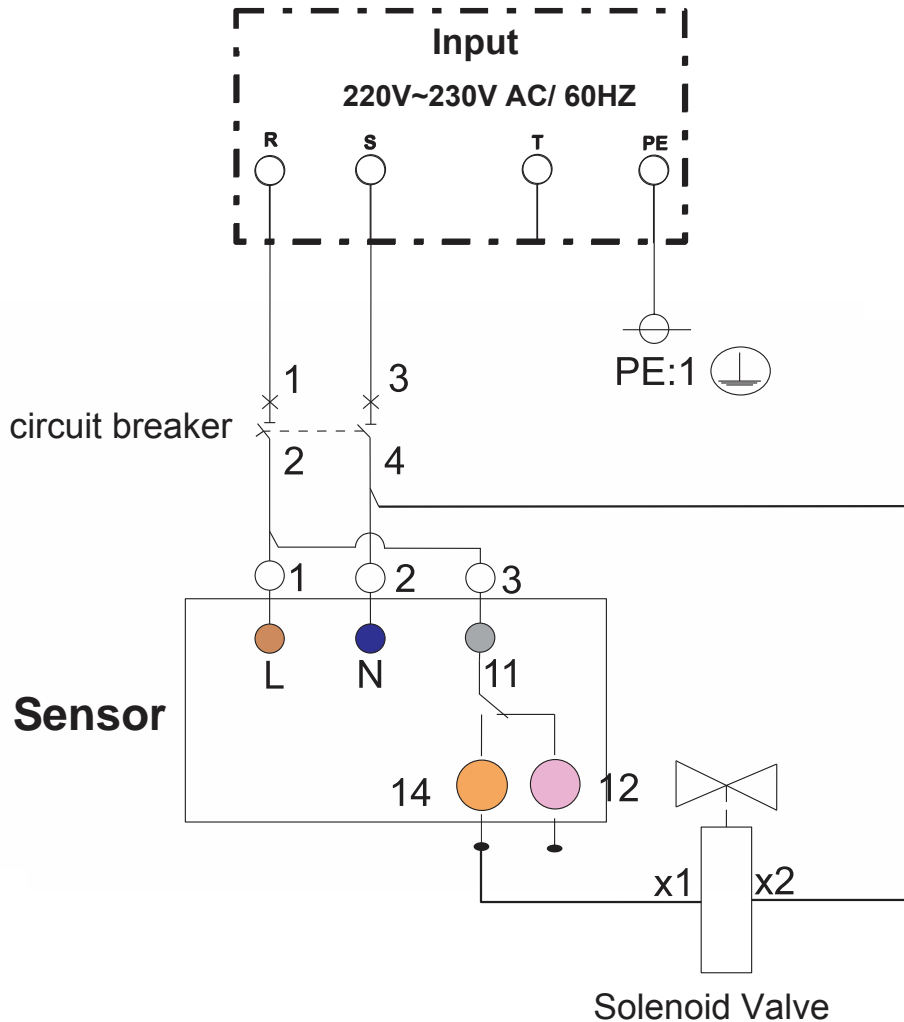 Input
220V~230V AC/ 60HZ
R S T PE
PE:1
1 3
circuit breaker
2 4
1 2 3
L N 11
Sensor
14 12
x1 x2
Solenoid Valve